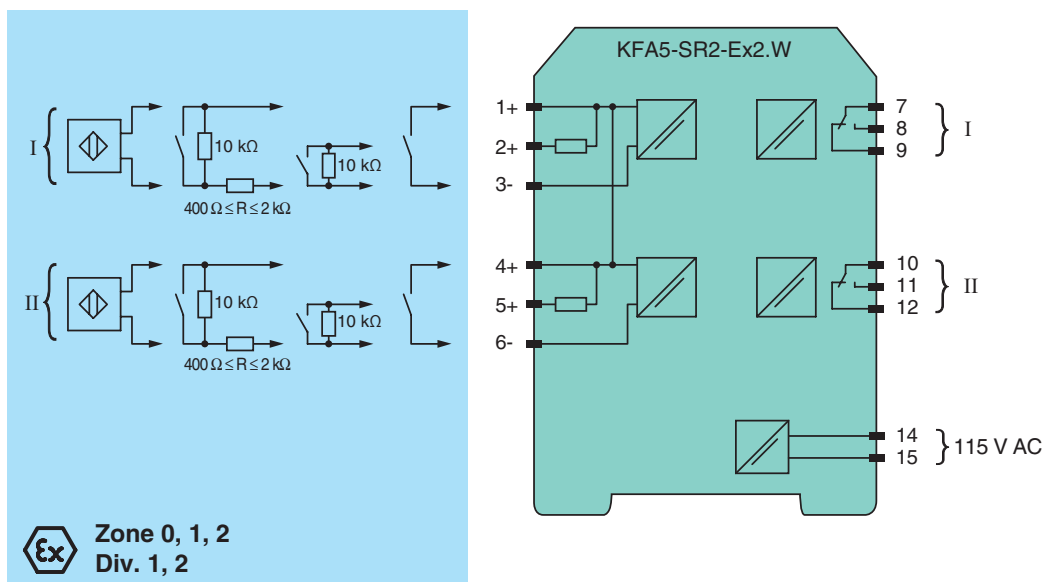 KFA5-SR2-Ex2.W
I
10 kΩ
10 kΩ
400 Ω ≤ R ≤ 2 kΩ
II
10 kΩ
10 kΩ
400 Ω ≤ R ≤ 2 kΩ
1+
2+
3-
4+
5+
6-
7
8
9
I
10
11
12
II
14
15
115 V AC
Ex
Zone 0, 1, 2
Div. 1, 2